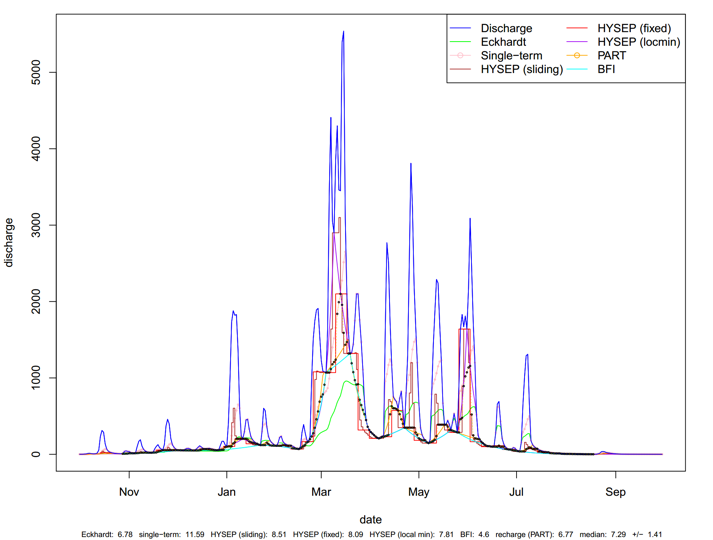 Discharge
Eckhardt
Single−term
HYSEP (sliding)
HYSEP (fixed)
HYSEP (locmin)
PART
BFI
5000
4000
3000
2000
1000
0
discharge
Nov Jan Mar May Jul Sep
date
Eckhardt: 6.78 single−term: 11.59 HYSEP (sliding): 8.51 HYSEP (fixed): 8.09 HYSEP (local min): 7.81 BFI: 4.6 recharge (PART): 6.77 median: 7.29 +/− 1.41